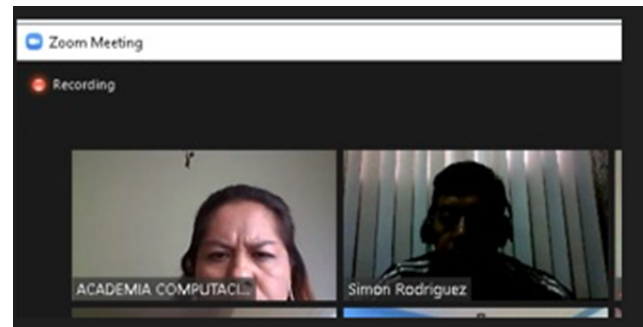 Zoom Meeting
Recording
ACADEMIA COMPUTACI...
Simon Rodriguez